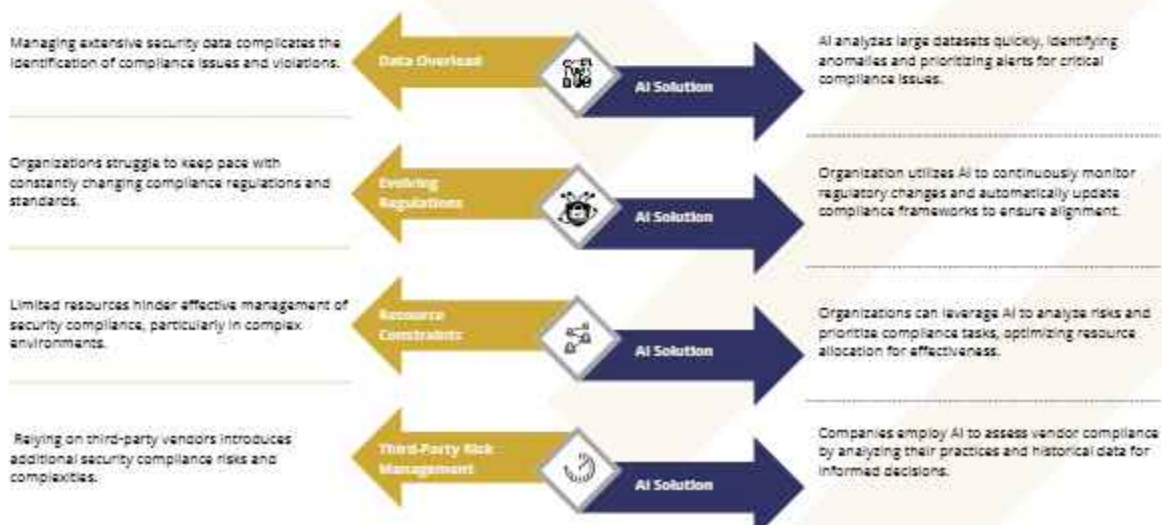 Managing extensive security data complicates the
identification of compliance issues and violations.
Data Overload
AI Solution
AI analyzes large datasets quickly, identifying
anomalies and prioritizing alerts for critical
compliance issues.
Organizations struggle to keep pace with
constantly changing compliance regulations and
standards.
Evolving
Regulations
AI Solution
Organization utilizes AI to continuously monitor
regulatory changes and automatically update
compliance frameworks to ensure alignment.
Limited resources hinder effective management of
security compliance, particularly in complex
environments.
Resource
Constraints
AI Solution
Organizations can leverage AI to analyze risks and
prioritize compliance tasks, optimizing resource
allocation for effectiveness.
Relying on third-party vendors introduces
additional security compliance risks and
complexities.
Third-Party Risk
Management
AI Solution
Companies employ AI to assess vendor compliance
by analyzing their practices and historical data for
informed decisions.